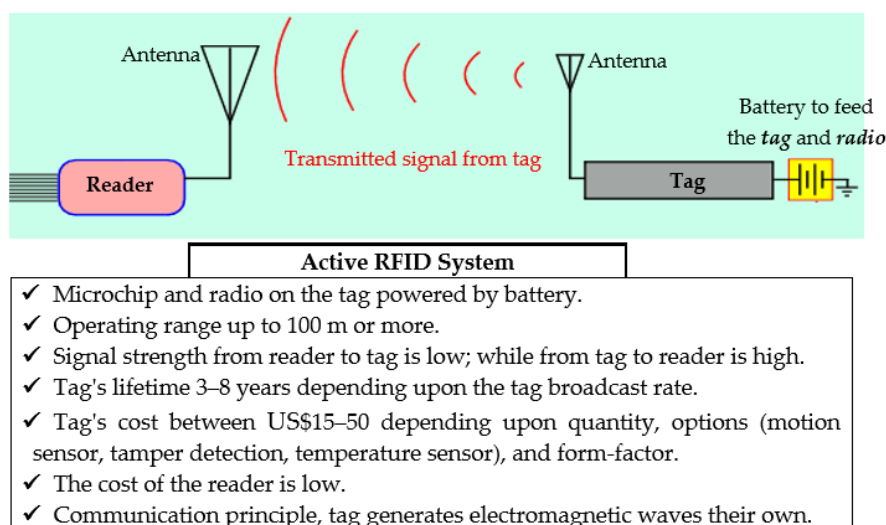 Antenna
Antenna
Battery to feed
the tag and radio
Transmitted signal from tag
Reader
Tag
Active RFID System
✓ Microchip and radio on the tag powered by battery.
✓ Operating range up to 100 m or more.
✓ Signal strength from reader to tag is low; while from tag to reader is high.
✓ Tag's lifetime 3–8 years depending upon the tag broadcast rate.
✓ Tag's cost between US$15–50 depending upon quantity, options (motion
sensor, tamper detection, temperature sensor), and form-factor.
✓ The cost of the reader is low.
✓ Communication principle, tag generates electromagnetic waves their own.